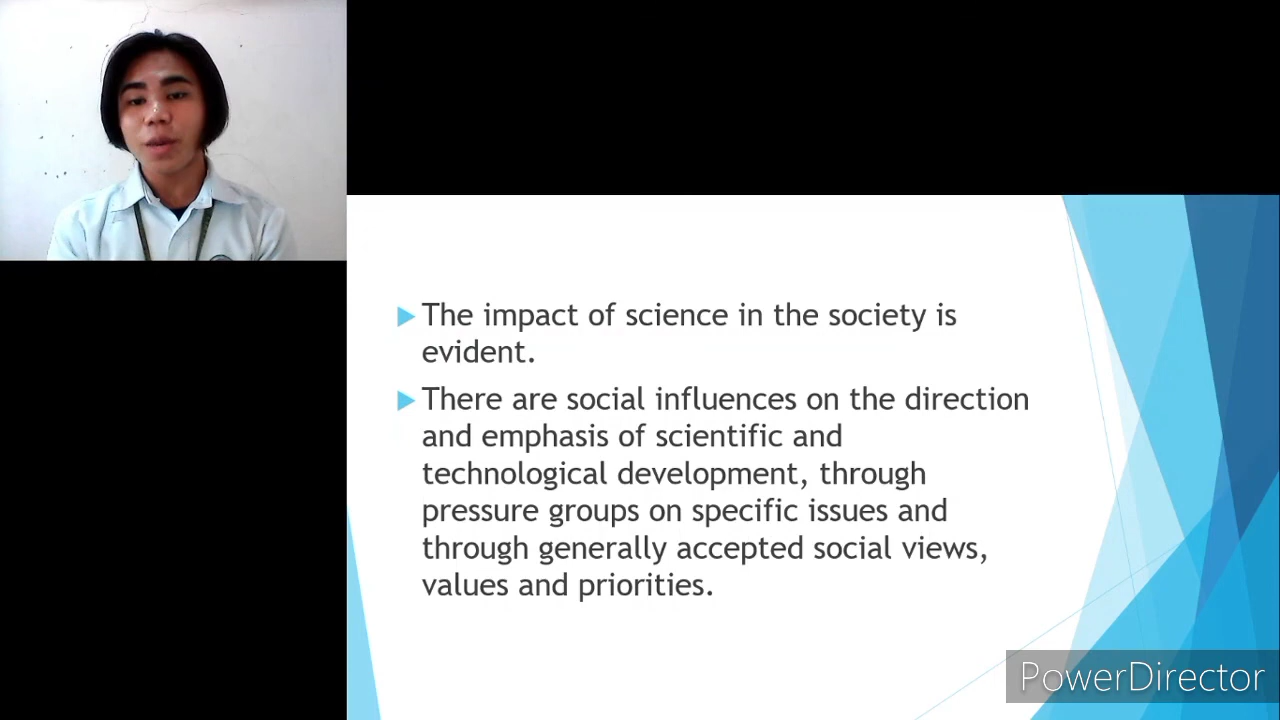 The impact of science in the society is
evident.
There are social influences on the direction
and emphasis of scientific and
technological development, through
pressure groups on specific issues and
through generally accepted social views,
values and priorities.
PowerDirector